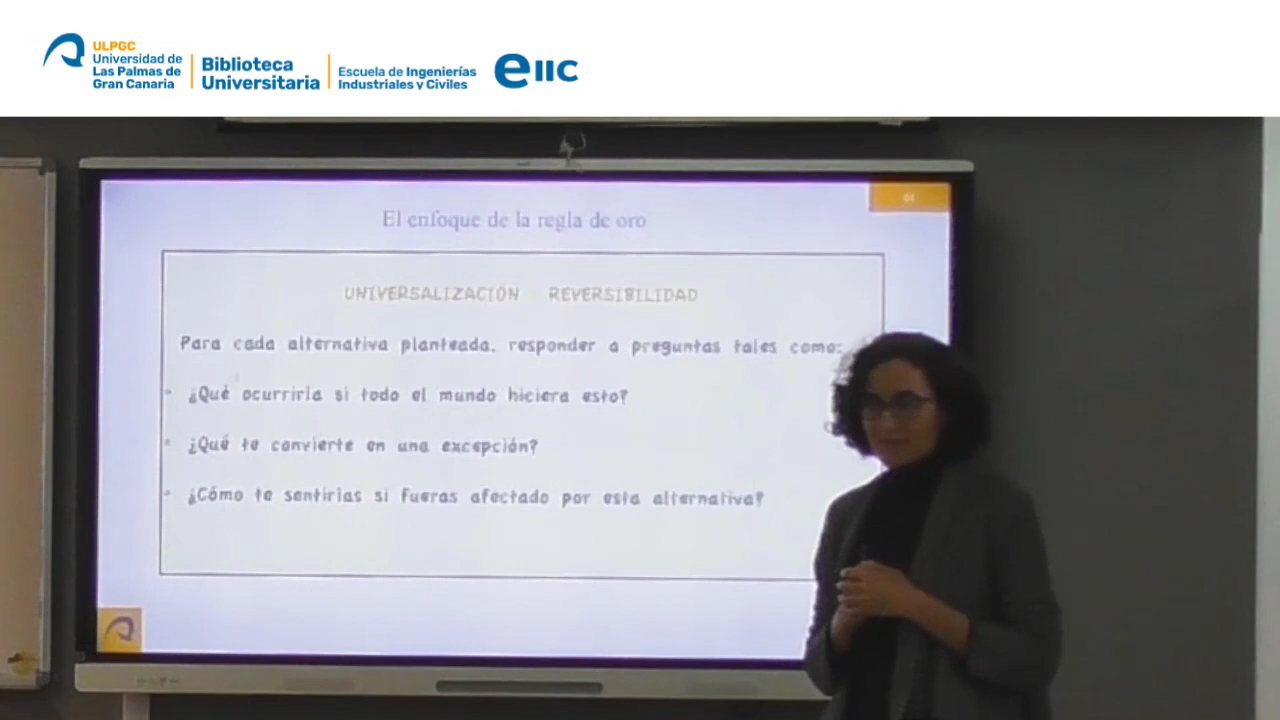 ULPGC
Universidad de
Las Palmas de
Gran Canaria
Biblioteca
Universitaria
Escuela de Ingenierías
Industriales y Civiles
eiic
El enfoque de la regla de oro
UNIVERSALIZACIÓN REVERSIBILIDAD
Para cada alternativa planteada, responder a preguntas tales como:
¿Qué ocurriría si todo el mundo hiciera esto?
¿Qué te convierte en una excepción?
¿Cómo te sentirías si fueras afectado por esta alternativa?